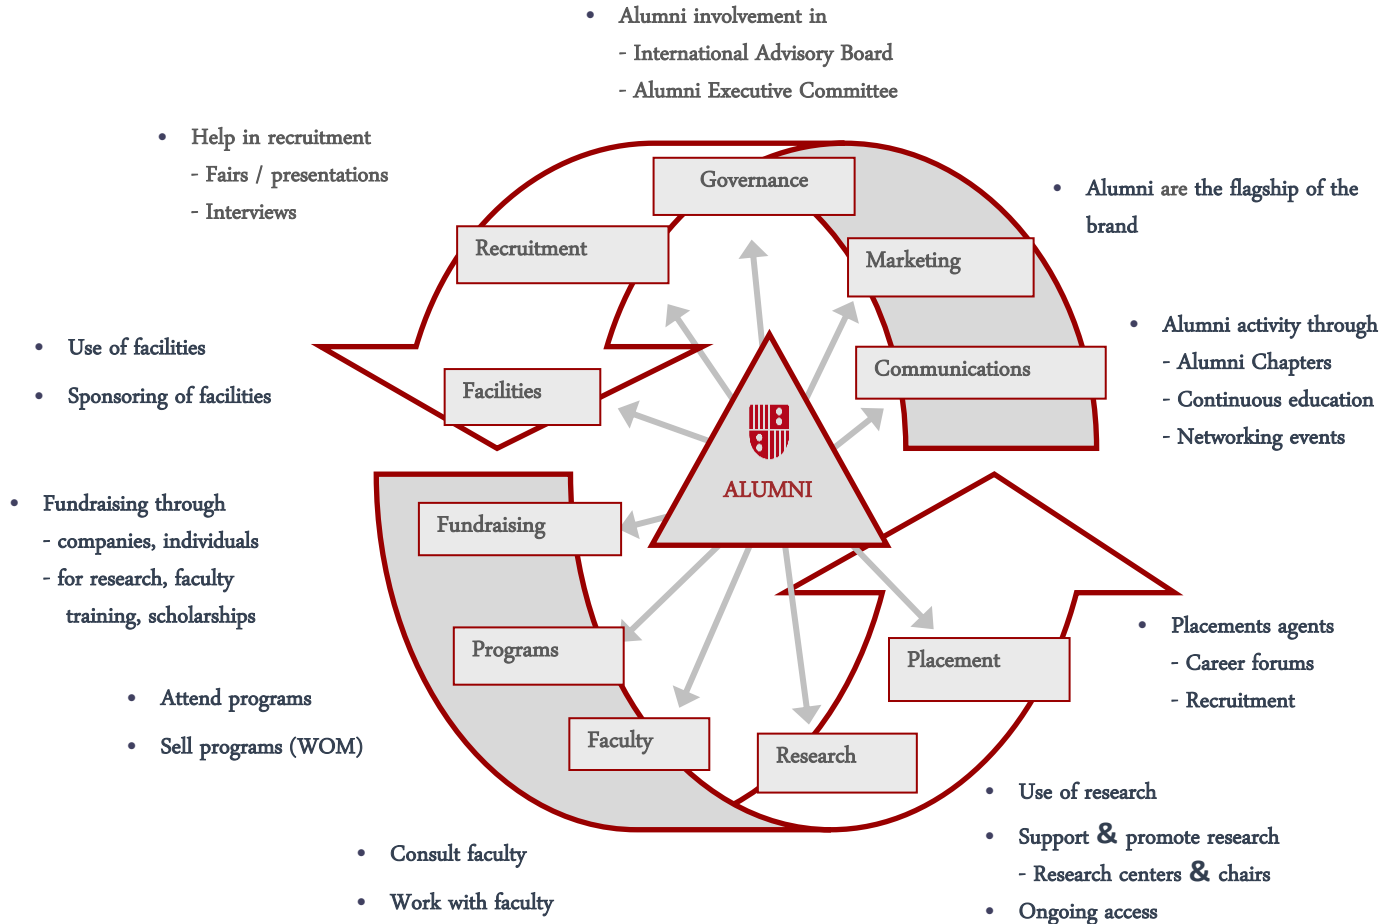 • Alumni involvement in
- International Advisory Board
- Alumni Executive Committee
• Help in recruitment
- Fairs / presentations
- Interviews
Governance
• Alumni are the flagship of the
brand
Recruitment
Marketing
• Use of facilities
• Sponsoring of facilities
Facilities
Communications
• Alumni activity through
- Alumni Chapters
- Continuous education
- Networking events
ALUMNI
• Fundraising through
- companies, individuals
- for research, faculty
training, scholarships
Fundraising
Programs
Placement
• Placements agents
- Career forums
- Recruitment
• Attend programs
• Sell programs (WOM)
Faculty
Research
• Use of research
• Support & promote research
- Research centers & chairs
• Ongoing access
• Consult faculty
• Work with faculty